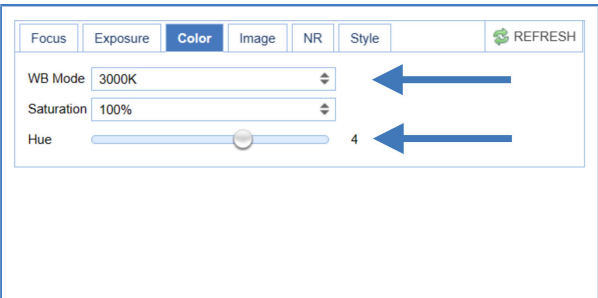 Focus Exposure Color Image NR Style REFRESH
WB Mode 3000K
Saturation 100%
Hue 4